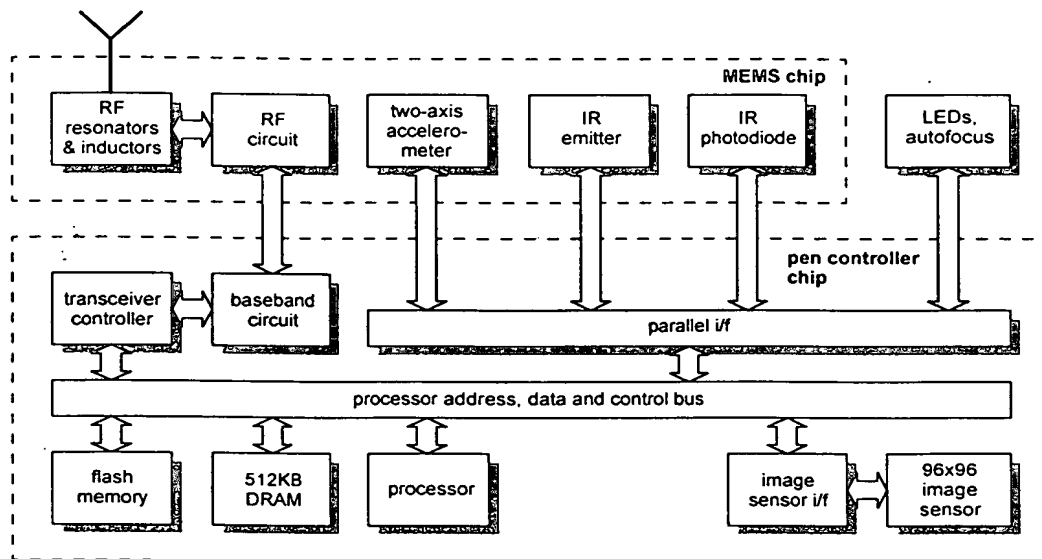 MEMS chip
RF
resonators
& inductors
RF
circuit
two-axis
accelero-
meter
IR
emitter
IR
photodiode
LEDs,
autofocus
pen controller
chip
transceiver
controller
baseband
circuit
parallel i/f
processor address, data and control bus
flash
memory
512KB
DRAM
processor
image
sensor i/f
96x96
image
sensor